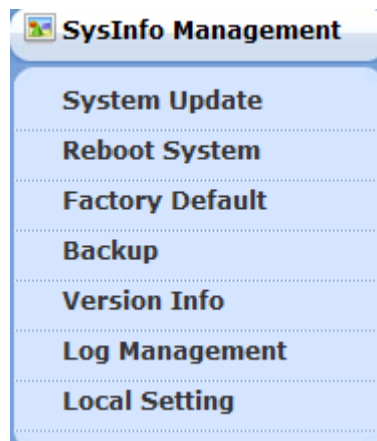 SysInfo Management
System Update
Reboot System
Factory Default
Backup
Version Info
Log Management
Local Setting